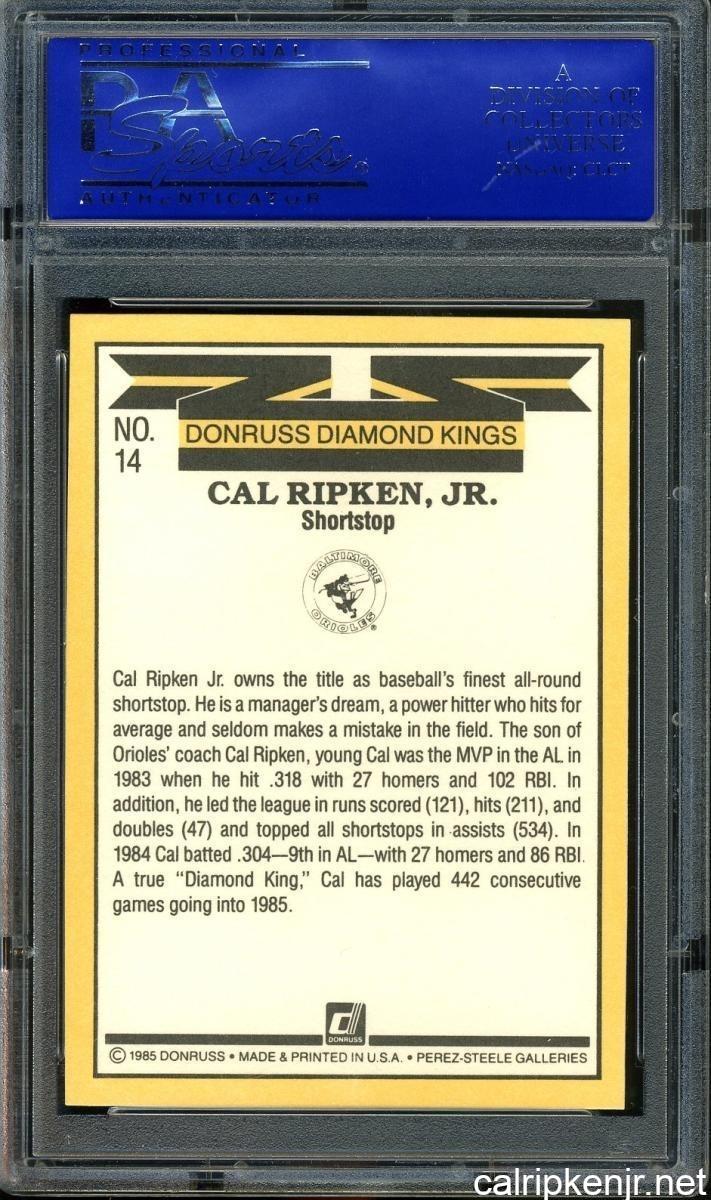 PROFESSIONAL
PSA
Sports
AUTHENTICATOR
A
DIVISION OF
COLLECTORS
UNIVERSE
NASDAQ: CLCT
NO.
14
DONRUSS DIAMOND KINGS
CAL RIPKEN, JR.
Shortstop
BALTIMORE
ORIOLES
Cal Ripken Jr. owns the title as baseball's finest all-round
shortstop. He is a manager's dream, a power hitter who hits for
average and seldom makes a mistake in the field. The son of
Orioles' coach Cal Ripken, young Cal was the MVP in the AL in
1983 when he hit .318 with 27 homers and 102 RBI. In
addition, he led the league in runs scored (121), hits (211), and
doubles (47) and topped all shortstops in assists (534). In
1984 Cal batted .304—9th in AL—with 27 homers and 86 RBI.
A true "Diamond King," Cal has played 442 consecutive
games going into 1985.
d
DONRUSS
© 1985 DONRUSS • MADE & PRINTED IN U.S.A. • PEREZ-STEELE GALLERIES
calripkenjr.net